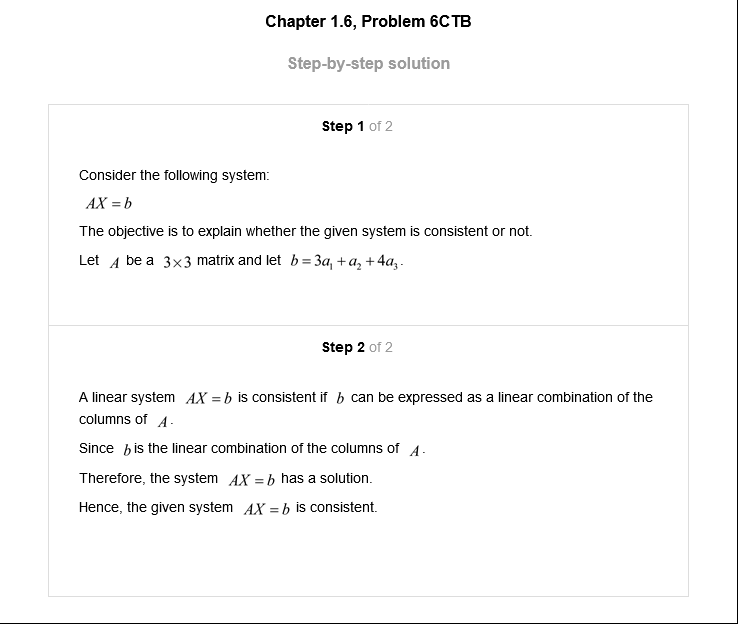 Chapter 1.6, Problem 6CTB
Step-by-step solution
Step 1 of 2
Consider the following system:
AX = b
The objective is to explain whether the given system is consistent or not.
Let A be a 3×3 matrix and let b = 3a₁ + a₂ + 4a₃.
Step 2 of 2
A linear system AX = b is consistent if b can be expressed as a linear combination of the
columns of A.
Since b is the linear combination of the columns of A.
Therefore, the system AX = b has a solution.
Hence, the given system AX = b is consistent.